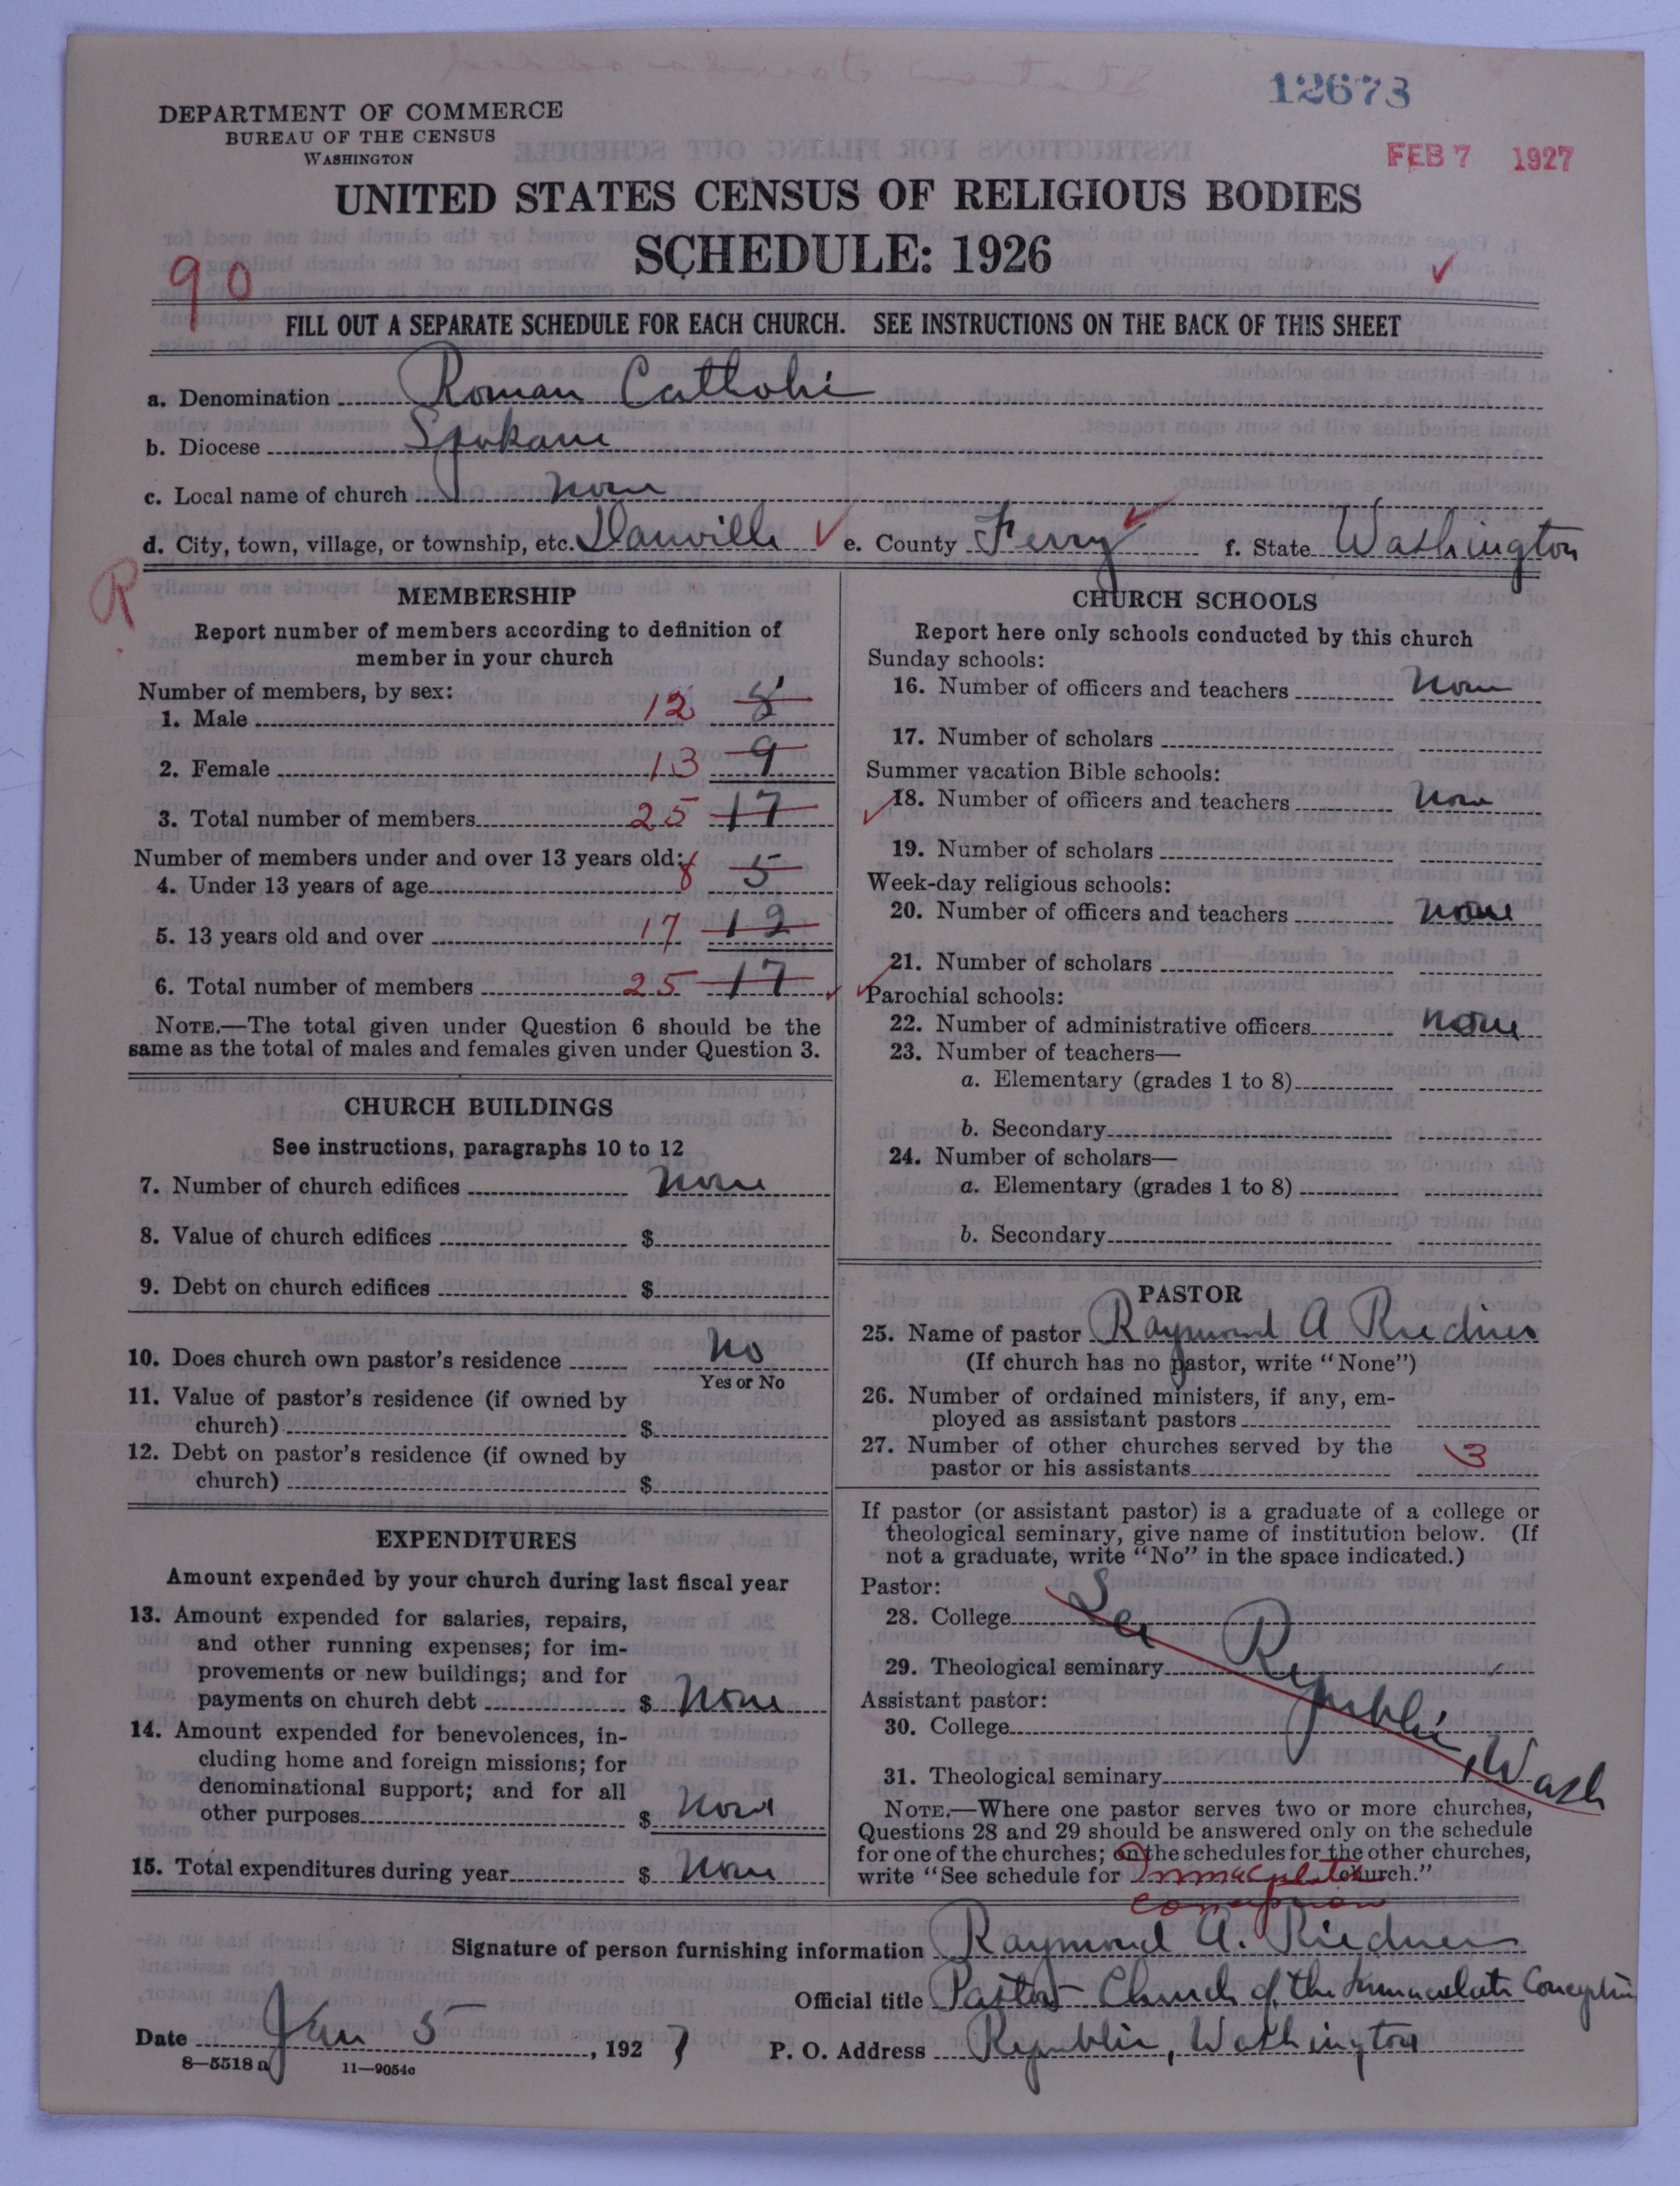 12673
DEPARTMENT OF COMMERCE
BUREAU OF THE CENSUS
WASHINGTON
FEB 7 1927
UNITED STATES CENSUS OF RELIGIOUS BODIES
SCHEDULE: 1926
90
FILL OUT A SEPARATE SCHEDULE FOR EACH CHURCH. SEE INSTRUCTIONS ON THE BACK OF THIS SHEET
a. Denomination Roman Catholic
b. Diocese Spokane
c. Local name of church None
d. City, town, village, or township, etc. Danville e. County Ferry f. State Washington
R
MEMBERSHIP
Report number of members according to definition of
member in your church
Number of members, by sex:
1. Male 12 8
2. Female 13 9
3. Total number of members 25 17
Number of members under and over 13 years old:
4. Under 13 years of age 8 5
5. 13 years old and over 17 12
6. Total number of members 25 17
NOTE.—The total given under Question 6 should be the
same as the total of males and females given under Question 3.
CHURCH BUILDINGS
See instructions, paragraphs 10 to 12
7. Number of church edifices None
8. Value of church edifices $
9. Debt on church edifices $
10. Does church own pastor's residence No
Yes or No
11. Value of pastor's residence (if owned by
church) $
12. Debt on pastor's residence (if owned by
church) $
EXPENDITURES
Amount expended by your church during last fiscal year
13. Amount expended for salaries, repairs,
and other running expenses; for im-
provements or new buildings; and for
payments on church debt $ None
14. Amount expended for benevolences, in-
cluding home and foreign missions; for
denominational support; and for all
other purposes $ None
15. Total expenditures during year $ None
CHURCH SCHOOLS
Report here only schools conducted by this church
Sunday schools:
16. Number of officers and teachers None
17. Number of scholars
Summer vacation Bible schools:
18. Number of officers and teachers None
19. Number of scholars
Week-day religious schools:
20. Number of officers and teachers None
21. Number of scholars
Parochial schools:
22. Number of administrative officers None
23. Number of teachers—
a. Elementary (grades 1 to 8)
b. Secondary
24. Number of scholars—
a. Elementary (grades 1 to 8)
b. Secondary
PASTOR
25. Name of pastor Raymond A Riedner
(If church has no pastor, write "None")
26. Number of ordained ministers, if any, em-
ployed as assistant pastors
27. Number of other churches served by the
pastor or his assistants 3
If pastor (or assistant pastor) is a graduate of a college or
theological seminary, give name of institution below. (If
not a graduate, write "No" in the space indicated.)
Pastor:
28. College See
29. Theological seminary Republic
Assistant pastor:
30. College
31. Theological seminary , Wash
NOTE.—Where one pastor serves two or more churches,
Questions 28 and 29 should be answered only on the schedule
for one of the churches; on the schedules for the other churches,
write "See schedule for Immaculate church."
Conception
Signature of person furnishing information Raymond A. Riedner
Official title Pastor Church of the Immaculate Conception
Date Jan 5, 1927 P. O. Address Republic, Washington
8—5518 a 11—9054c